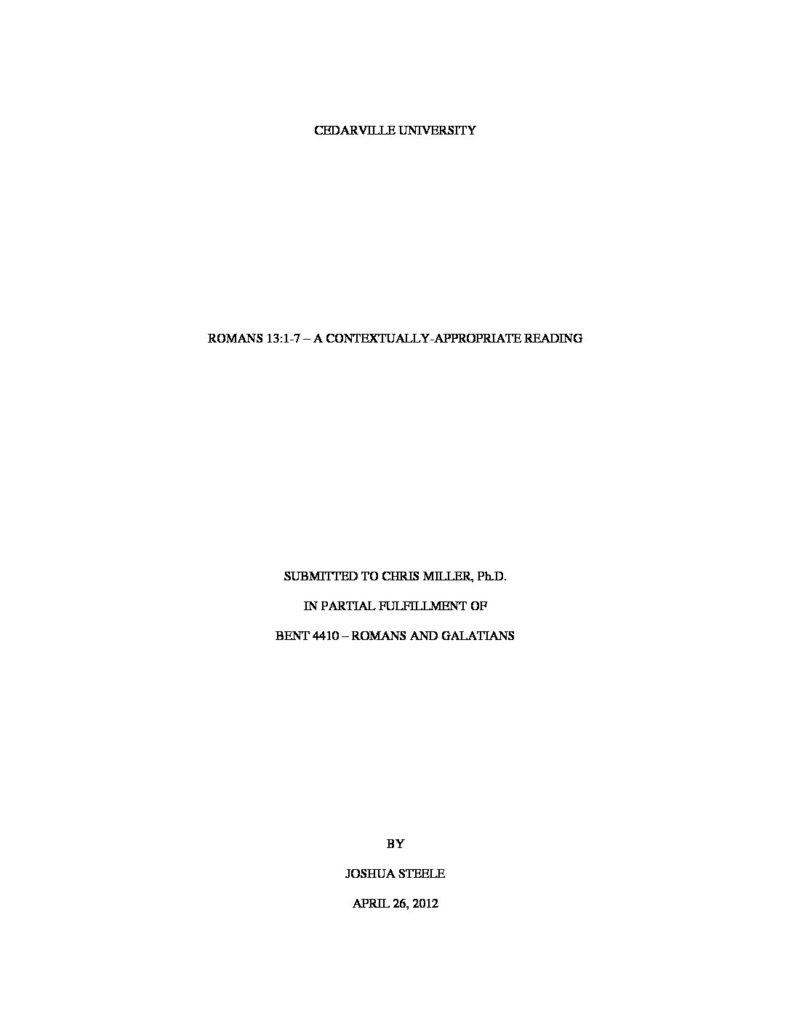 CEDARVILLE UNIVERSITY
ROMANS 13:1-7 – A CONTEXTUALLY-APPROPRIATE READING
SUBMITTED TO CHRIS MILLER, Ph.D.
IN PARTIAL FULFILLMENT OF
BENT 4410 – ROMANS AND GALATIANS
BY
JOSHUA STEELE
APRIL 26, 2012